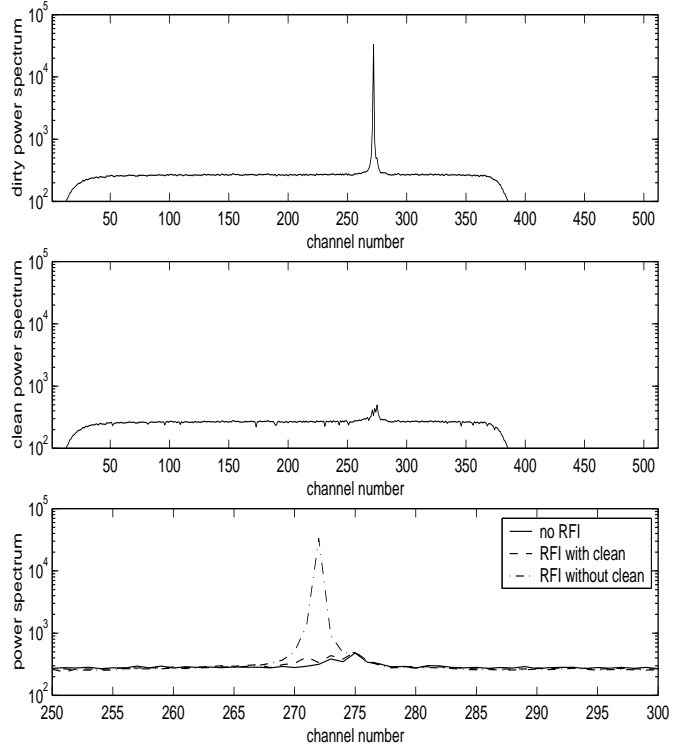 10^5
10^4
10^3
10^2
dirty power spectrum
50 100 150 200 250 300 350 400 450 500
channel number
10^5
10^4
10^3
10^2
clean power spectrum
50 100 150 200 250 300 350 400 450 500
channel number
10^5
10^4
10^3
10^2
power spectrum
no RFI
RFI with clean
RFI without clean
250 255 260 265 270 275 280 285 290 295 300
channel number